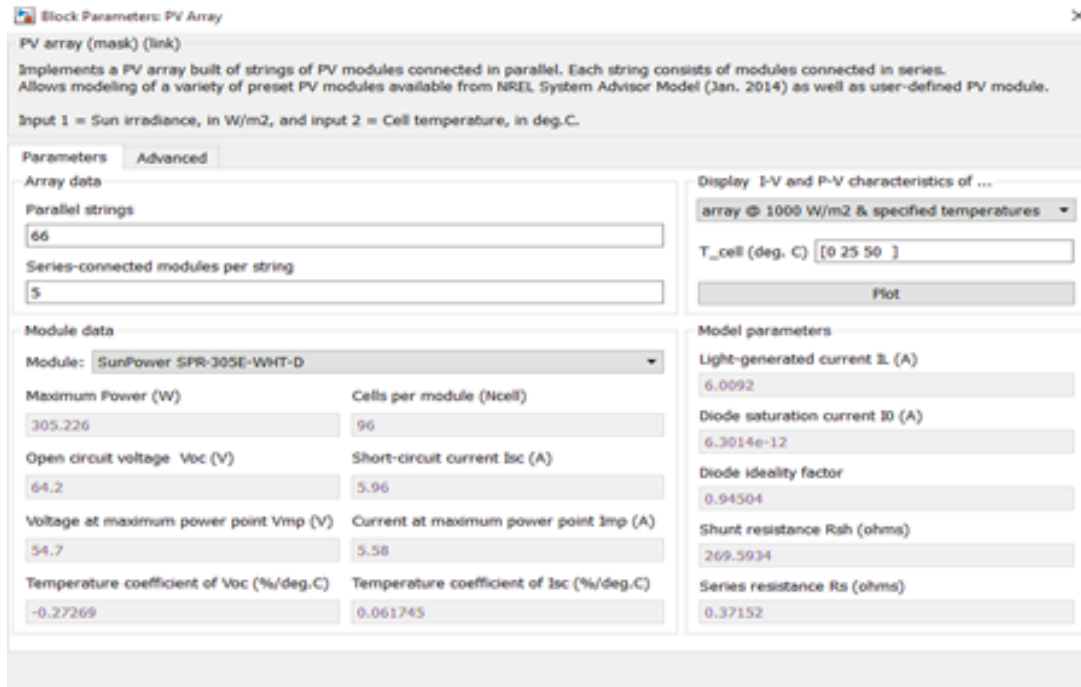 Block Parameters: PV Array
PV array (mask) (link)
Implements a PV array built of strings of PV modules connected in parallel. Each string consists of modules connected in series.
Allows modeling of a variety of preset PV modules available from NREL System Advisor Model (Jan. 2014) as well as user-defined PV module.
Input 1 = Sun irradiance, in W/m2, and input 2 = Cell temperature, in deg.C.
Parameters Advanced
Array data
Parallel strings
66
Series-connected modules per string
5
Display I-V and P-V characteristics of ...
array @ 1000 W/m2 & specified temperatures
T_cell (deg. C) [0 25 50 ]
Plot
Module data
Module: SunPower SPR-305E-WHT-D
Maximum Power (W) Cells per module (Ncell)
305.226 96
Open circuit voltage Voc (V) Short-circuit current Isc (A)
64.2 5.96
Voltage at maximum power point Vmp (V) Current at maximum power point Imp (A)
54.7 5.58
Temperature coefficient of Voc (%/deg.C) Temperature coefficient of Isc (%/deg.C)
-0.27269 0.061745
Model parameters
Light-generated current IL (A)
6.0092
Diode saturation current I0 (A)
6.3014e-12
Diode ideality factor
0.94504
Shunt resistance Rsh (ohms)
269.5934
Series resistance Rs (ohms)
0.37152